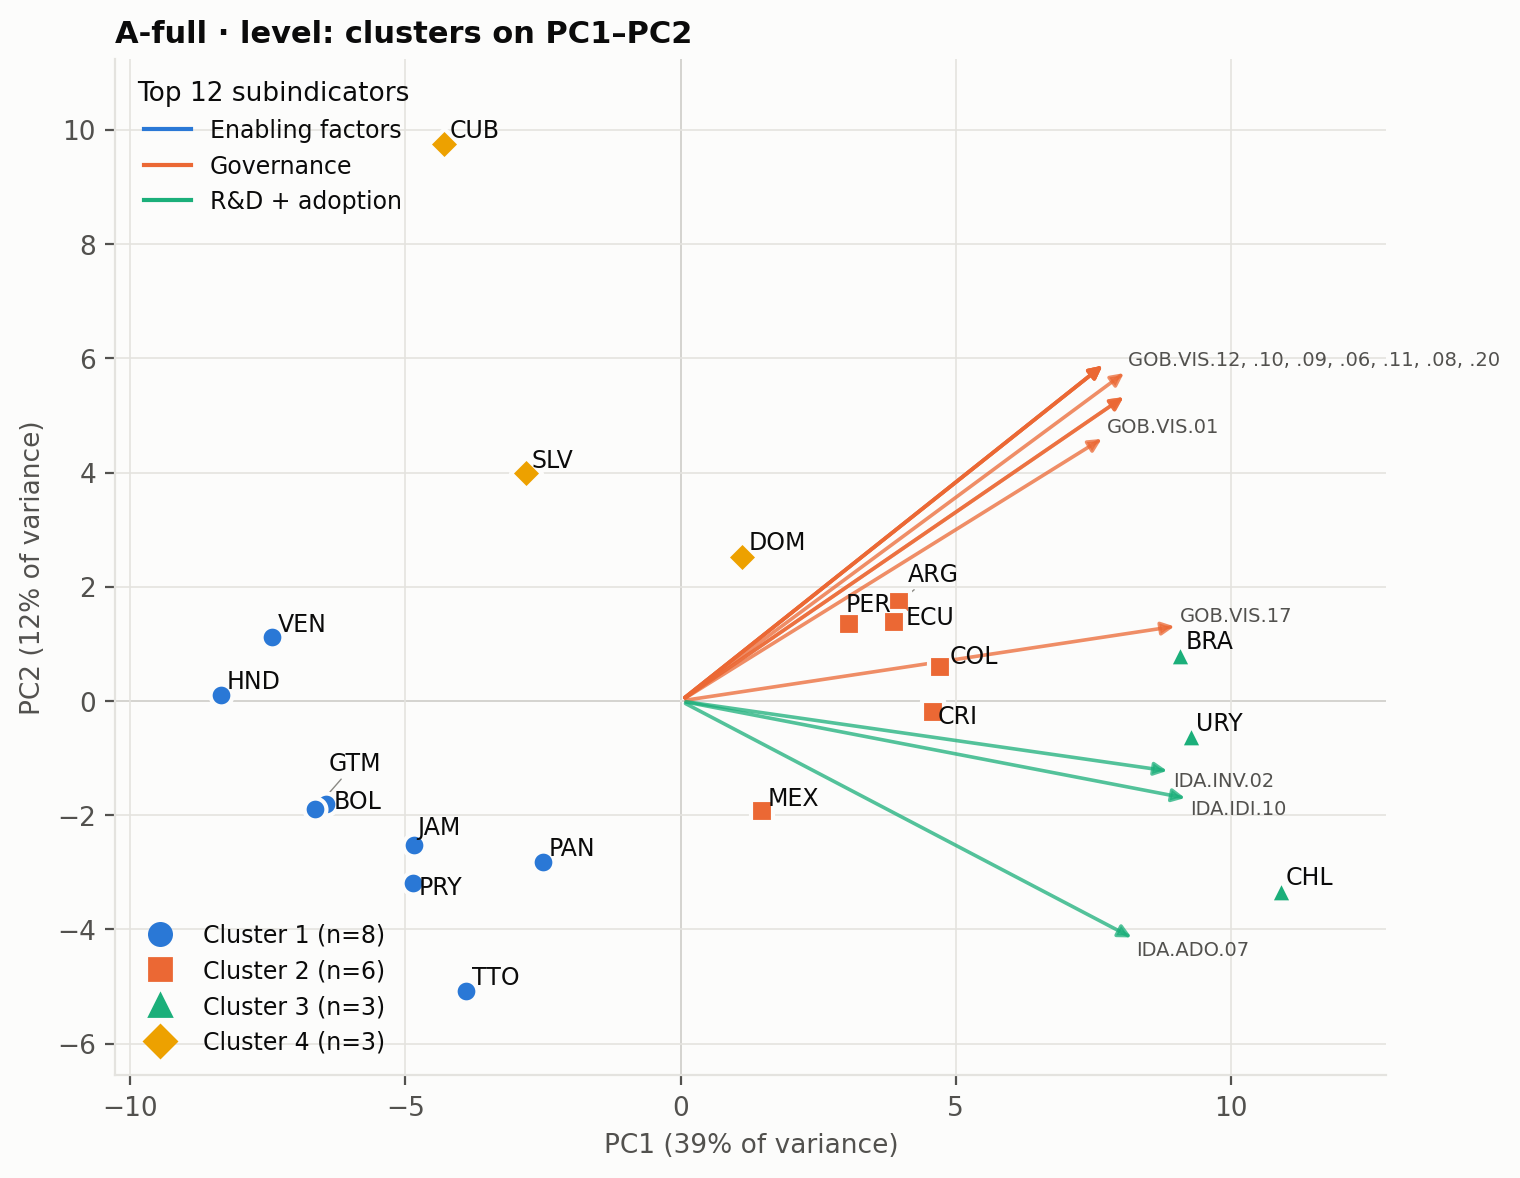 A-full · level: clusters on PC1–PC2
Top 12 subindicators
Enabling factors
Governance
R&D + adoption
CUB
SLV
DOM
ARG
PER
ECU
COL
CRI
MEX
BRA
URY
CHL
VEN
HND
GTM
BOL
JAM
PAN
PRY
TTO
GOB.VIS.12, .10, .09, .06, .11, .08, .20
GOB.VIS.01
GOB.VIS.17
IDA.INV.02
IDA.IDI.10
IDA.ADO.07
Cluster 1 (n=8)
Cluster 2 (n=6)
Cluster 3 (n=3)
Cluster 4 (n=3)
10
8
6
4
2
0
−2
−4
−6
PC2 (12% of variance)
−10
−5
0
5
10
PC1 (39% of variance)